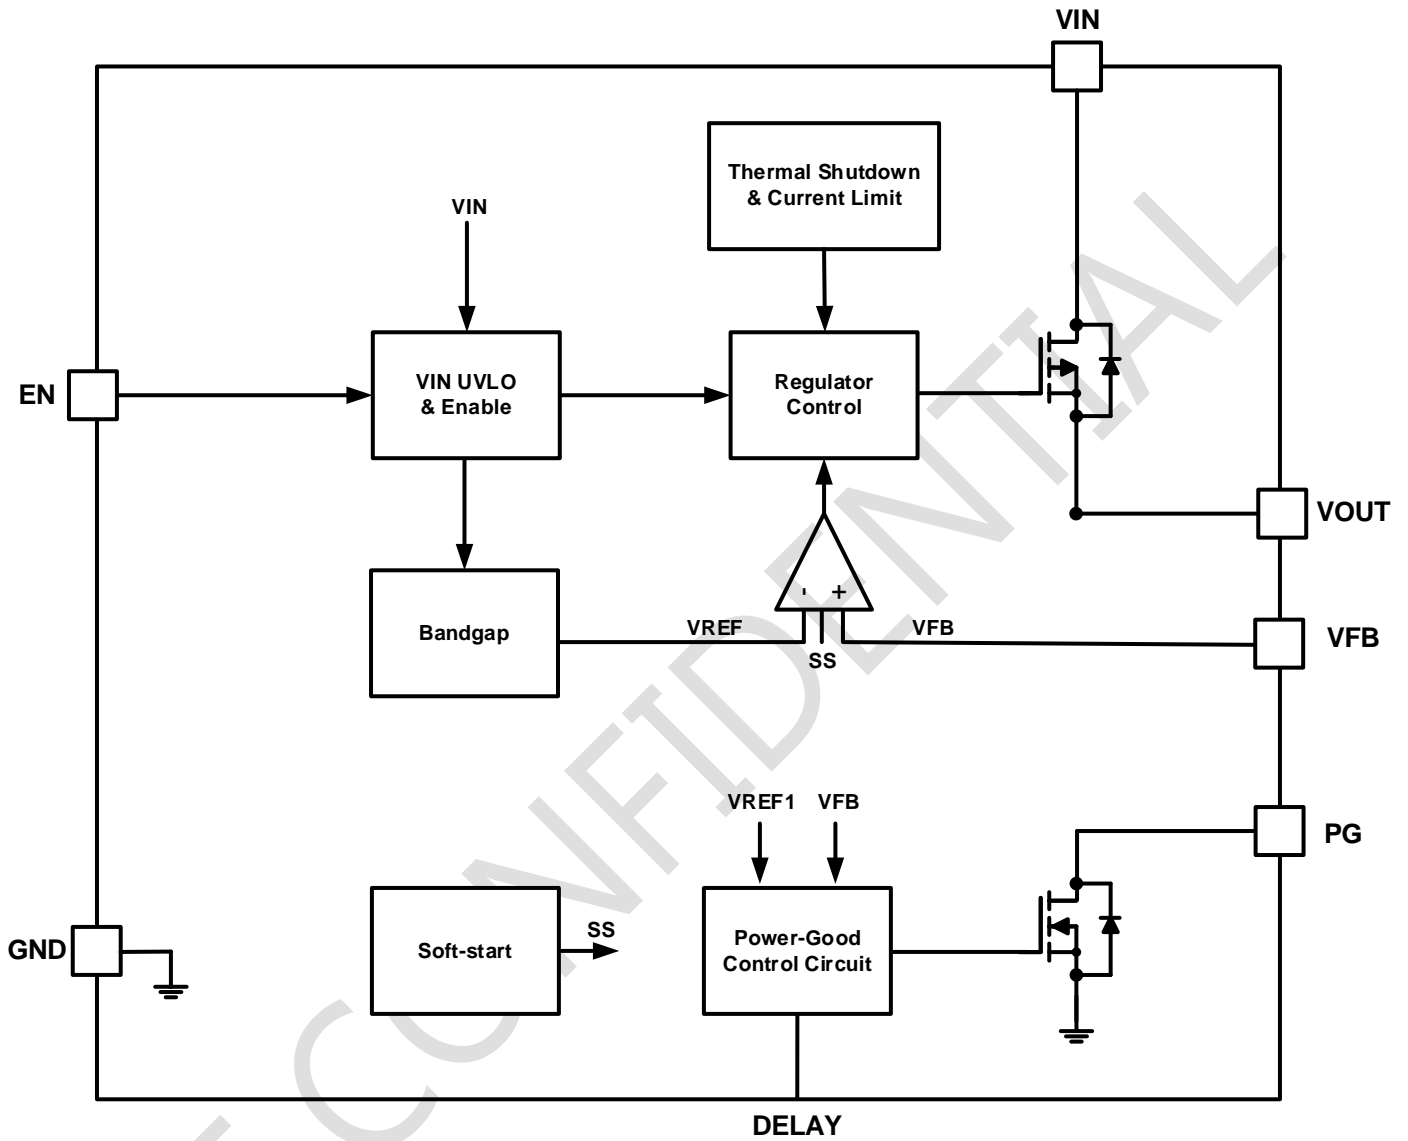 VIN
Thermal Shutdown
& Current Limit
VIN
EN
VIN UVLO
& Enable
Regulator
Control
VOUT
- +
Bandgap
VREF
SS
VFB
VFB
VREF1 VFB
PG
GND
Soft-start
SS
Power-Good
Control Circuit
DELAY
CONFIDENTIAL